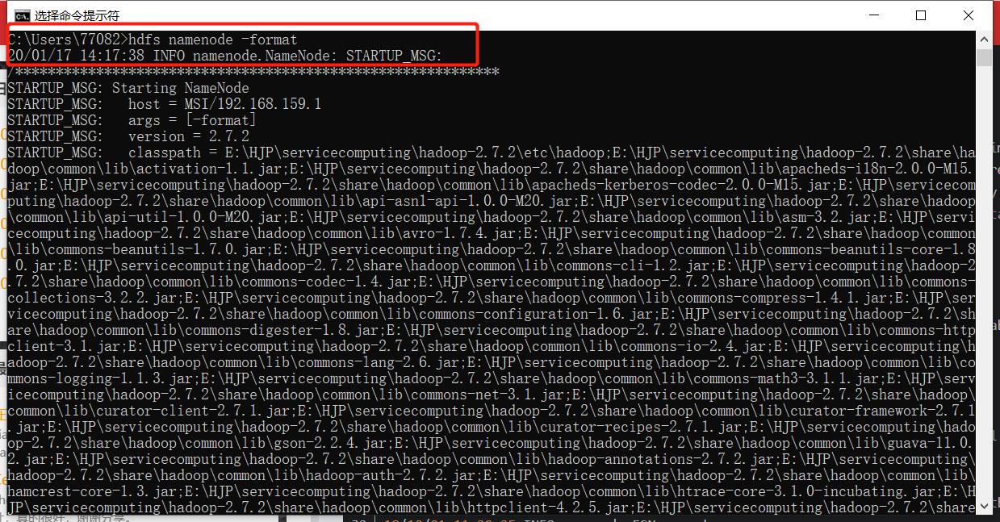 选择命令提示符
C:\Users\77082>hdfs namenode -format
20/01/17 14:17:38 INFO namenode.NameNode: STARTUP_MSG:
/************************************************************
STARTUP_MSG: Starting NameNode
STARTUP_MSG:   host = MSI/192.168.159.1
STARTUP_MSG:   args = [-format]
STARTUP_MSG:   version = 2.7.2
STARTUP_MSG:   classpath = E:\HJP\servicecomputing\hadoop-2.7.2\etc\hadoop;E:\HJP\servicecomputing\hadoop-2.7.2\share\ha
doop\common\lib\activation-1.1.jar;E:\HJP\servicecomputing\hadoop-2.7.2\share\hadoop\common\lib\apacheds-i18n-2.0.0-M15.
jar;E:\HJP\servicecomputing\hadoop-2.7.2\share\hadoop\common\lib\apacheds-kerberos-codec-2.0.0-M15.jar;E:\HJP\servicecom
puting\hadoop-2.7.2\share\hadoop\common\lib\api-asn1-api-1.0.0-M20.jar;E:\HJP\servicecomputing\hadoop-2.7.2\share\hadoop
\common\lib\api-util-1.0.0-M20.jar;E:\HJP\servicecomputing\hadoop-2.7.2\share\hadoop\common\lib\asm-3.2.jar;E:\HJP\servi
cecomputing\hadoop-2.7.2\share\hadoop\common\lib\avro-1.7.4.jar;E:\HJP\servicecomputing\hadoop-2.7.2\share\hadoop\common
\lib\commons-beanutils-1.7.0.jar;E:\HJP\servicecomputing\hadoop-2.7.2\share\hadoop\common\lib\commons-beanutils-core-1.8
.0.jar;E:\HJP\servicecomputing\hadoop-2.7.2\share\hadoop\common\lib\commons-cli-1.2.jar;E:\HJP\servicecomputing\hadoop-2
.7.2\share\hadoop\common\lib\commons-codec-1.4.jar;E:\HJP\servicecomputing\hadoop-2.7.2\share\hadoop\common\lib\commons-
collections-3.2.2.jar;E:\HJP\servicecomputing\hadoop-2.7.2\share\hadoop\common\lib\commons-compress-1.4.1.jar;E:\HJP\ser
vicecomputing\hadoop-2.7.2\share\hadoop\common\lib\commons-configuration-1.6.jar;E:\HJP\servicecomputing\hadoop-2.7.2\sh
are\hadoop\common\lib\commons-digester-1.8.jar;E:\HJP\servicecomputing\hadoop-2.7.2\share\hadoop\common\lib\commons-http
client-3.1.jar;E:\HJP\servicecomputing\hadoop-2.7.2\share\hadoop\common\lib\commons-io-2.4.jar;E:\HJP\servicecomputing\h
adoop-2.7.2\share\hadoop\common\lib\commons-lang-2.6.jar;E:\HJP\servicecomputing\hadoop-2.7.2\share\hadoop\common\lib\co
mmons-logging-1.1.3.jar;E:\HJP\servicecomputing\hadoop-2.7.2\share\hadoop\common\lib\commons-math3-3.1.1.jar;E:\HJP\serv
icecomputing\hadoop-2.7.2\share\hadoop\common\lib\commons-net-3.1.jar;E:\HJP\servicecomputing\hadoop-2.7.2\share\hadoop\
common\lib\curator-client-2.7.1.jar;E:\HJP\servicecomputing\hadoop-2.7.2\share\hadoop\common\lib\curator-framework-2.7.1
.jar;E:\HJP\servicecomputing\hadoop-2.7.2\share\hadoop\common\lib\curator-recipes-2.7.1.jar;E:\HJP\servicecomputing\hado
op-2.7.2\share\hadoop\common\lib\gson-2.2.4.jar;E:\HJP\servicecomputing\hadoop-2.7.2\share\hadoop\common\lib\guava-11.0.
2.jar;E:\HJP\servicecomputing\hadoop-2.7.2\share\hadoop\common\lib\hadoop-annotations-2.7.2.jar;E:\HJP\servicecomputing\
hadoop-2.7.2\share\hadoop\common\lib\hadoop-auth-2.7.2.jar;E:\HJP\servicecomputing\hadoop-2.7.2\share\hadoop\common\lib\
hamcrest-core-1.3.jar;E:\HJP\servicecomputing\hadoop-2.7.2\share\hadoop\common\lib\htrace-core-3.1.0-incubating.jar;E:\H
JP\servicecomputing\hadoop-2.7.2\share\hadoop\common\lib\httpclient-4.2.5.jar;E:\HJP\servicecomputing\hadoop-2.7.2\share